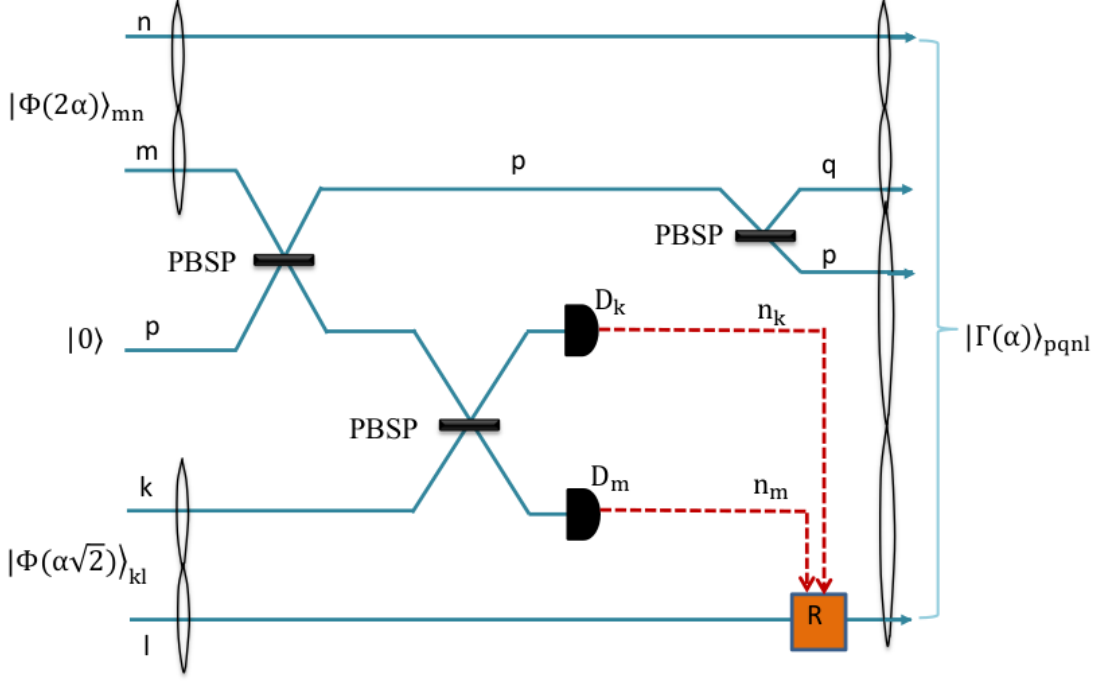 n
|Φ(2α)⟩mn
m
p
q
PBSP
PBSP
p
|0⟩
p
Dk
nk
|Γ(α)⟩pqnl
PBSP
k
Dm
nm
|Φ(α√2)⟩kl
R
l